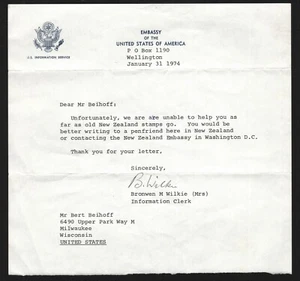 EMBASSY
OF THE
UNITED STATES OF AMERICA
P O Box 1190
Wellington
January 31 1974
U.S. INFORMATION SERVICE
Dear Mr Beihoff:
Unfortunately, we are are unable to help you as
far as old New Zealand stamps go. You would be
better writing to a penfriend here in New Zealand
or contacting the New Zealand Embassy in Washington D.C.
Thank you for your letter.
Sincerely,
B. Wilkie
Bronwen M Wilkie (Mrs)
Information Clerk
Mr Bert Beihoff
6490 Upper Park Way M
Milwaukee
Wisconsin
UNITED STATES